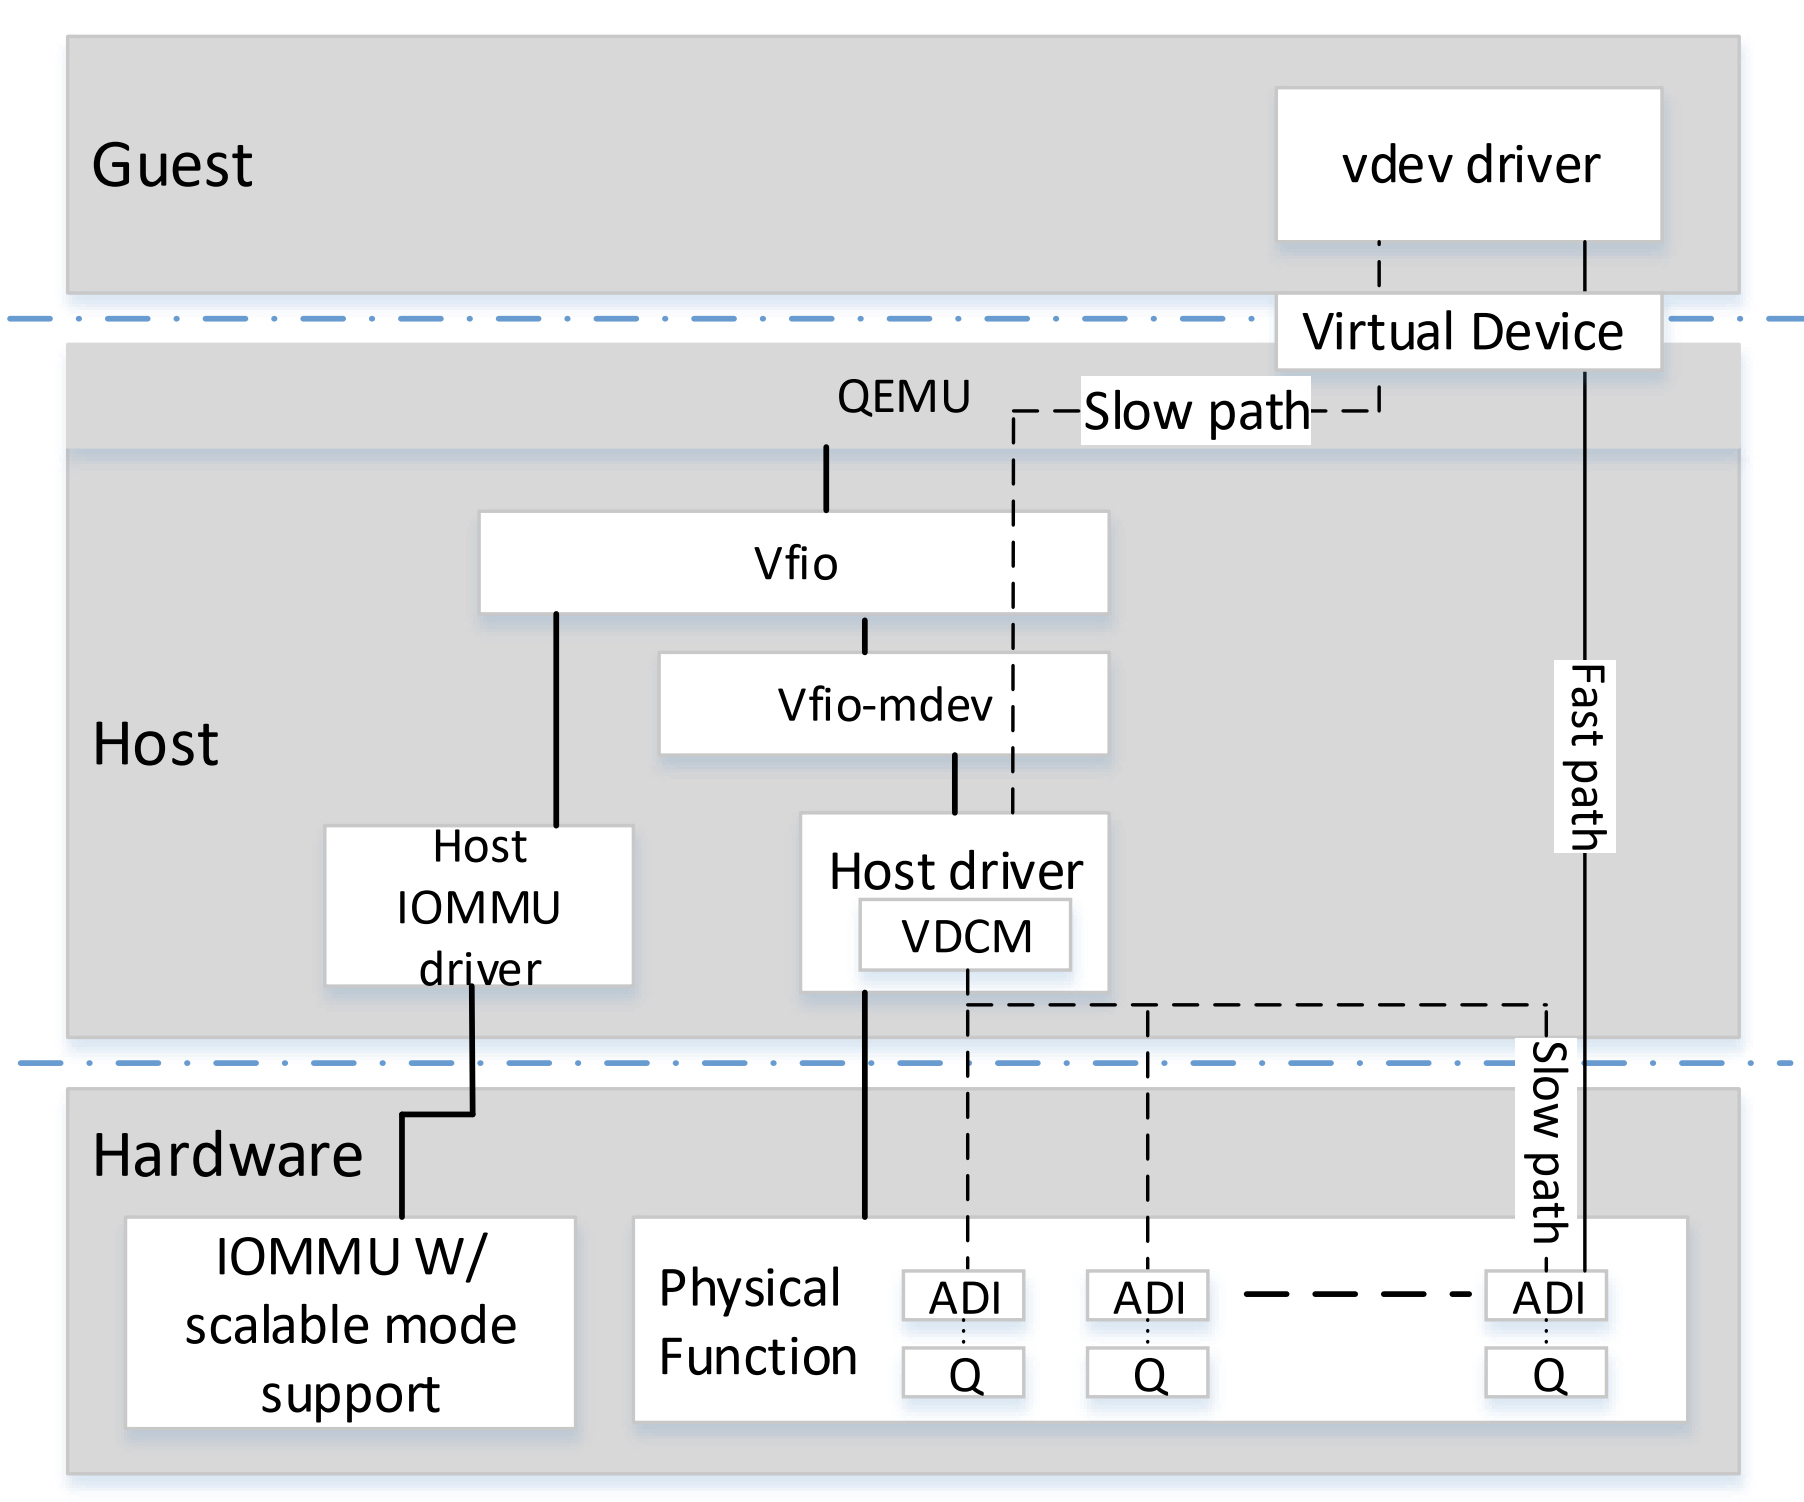 Guest
vdev driver
Virtual Device
QEMU
Slow path
Vfio
Vfio-mdev
Host
Fast path
Host
IOMMU
driver
Host driver
VDCM
Slow path
Hardware
IOMMU W/
scalable mode
support
Physical
Function
ADI
ADI
ADI
Q
Q
Q